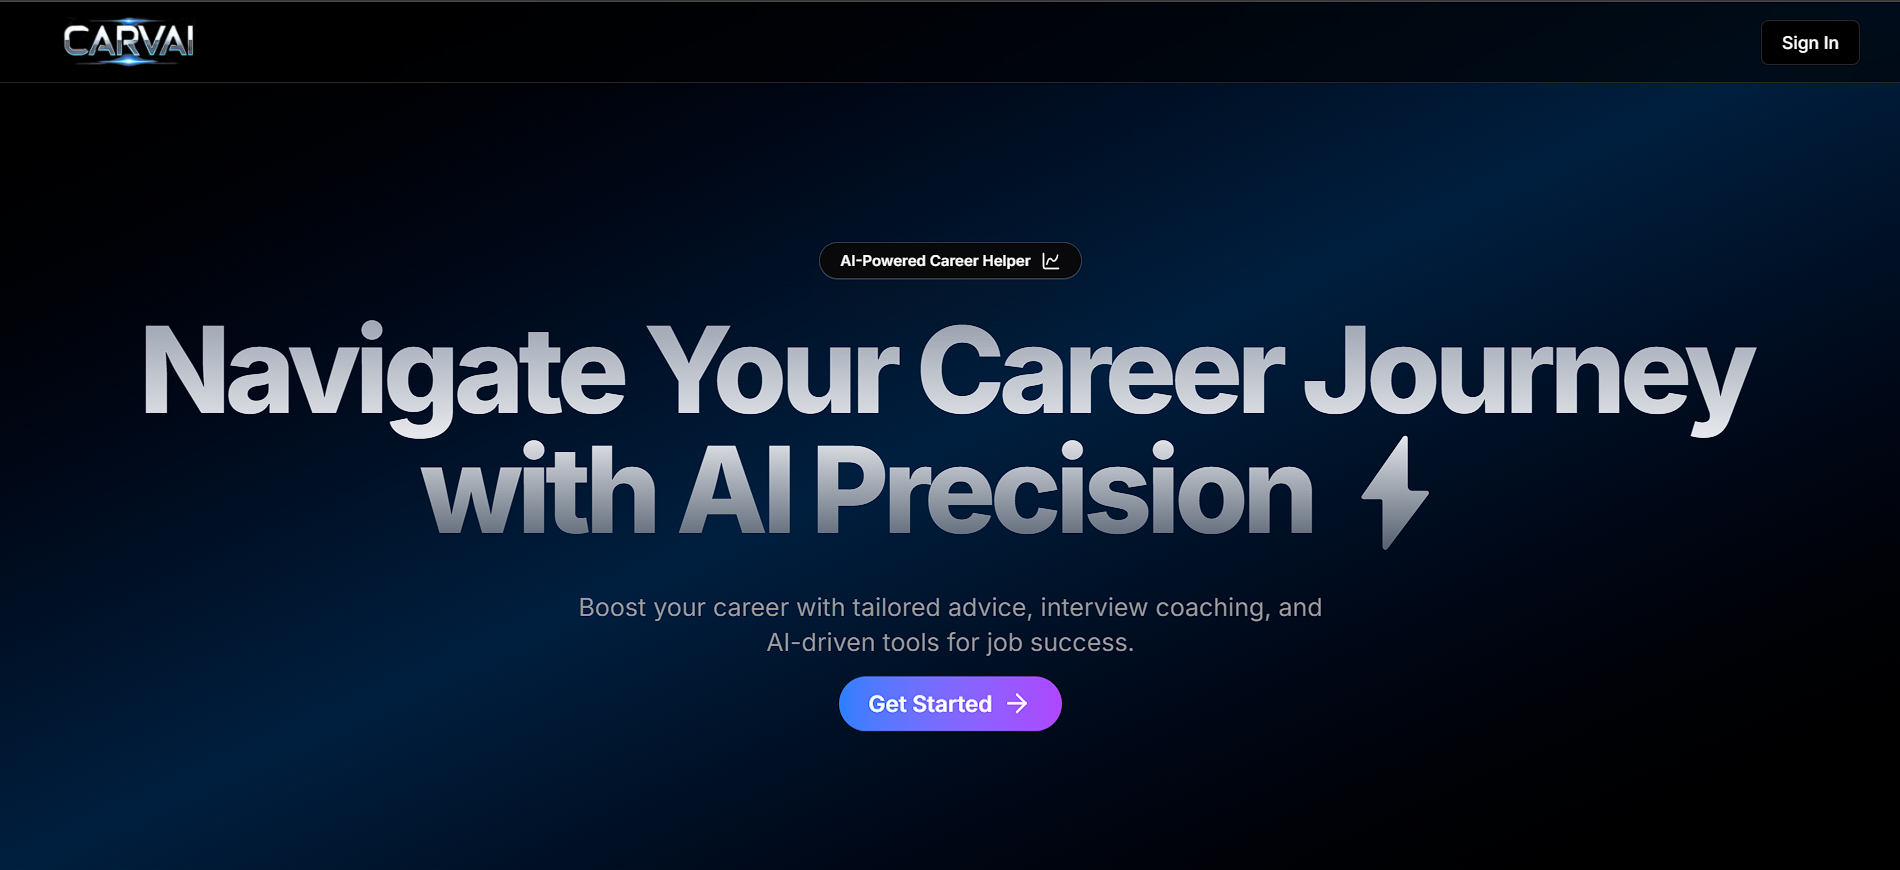 CARVAI
Sign In
AI-Powered Career Helper
Navigate Your Career Journey
with AI Precision
Boost your career with tailored advice, interview coaching, and
AI-driven tools for job success.
Get Started